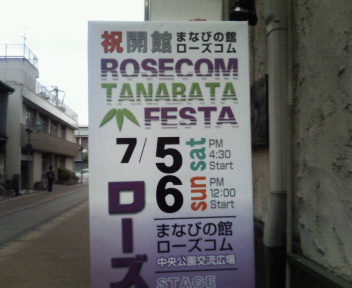 祝開館 まなびの館
ローズコム
ROSECOM
TANABATA
FESTA
7/5 sat PM
4:30
Start
6 sun PM
12:00
Start
ローズ
まなびの館
ローズコム
中央公園交流広場
STAGE